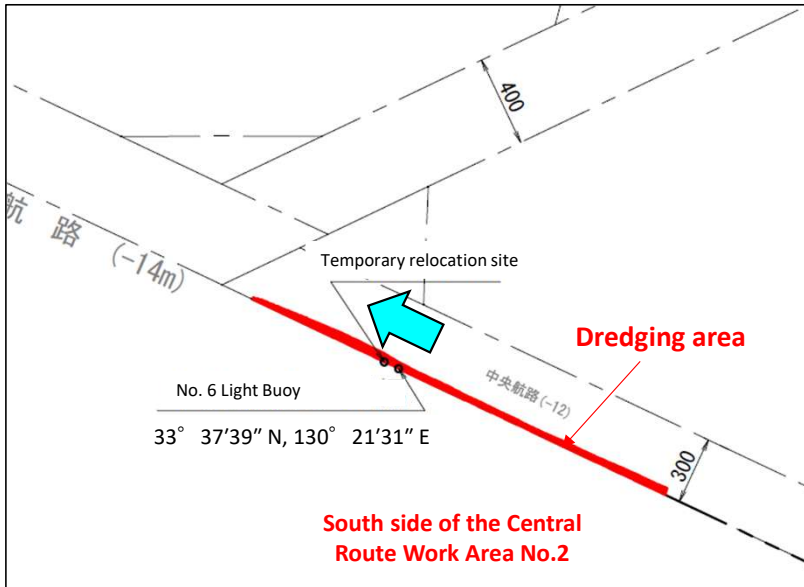 400
航路(-14m)
Temporary relocation site
Dredging area
No. 6 Light Buoy
中央航路(-12)
33° 37'39" N, 130° 21'31" E
300
South side of the Central
Route Work Area No.2